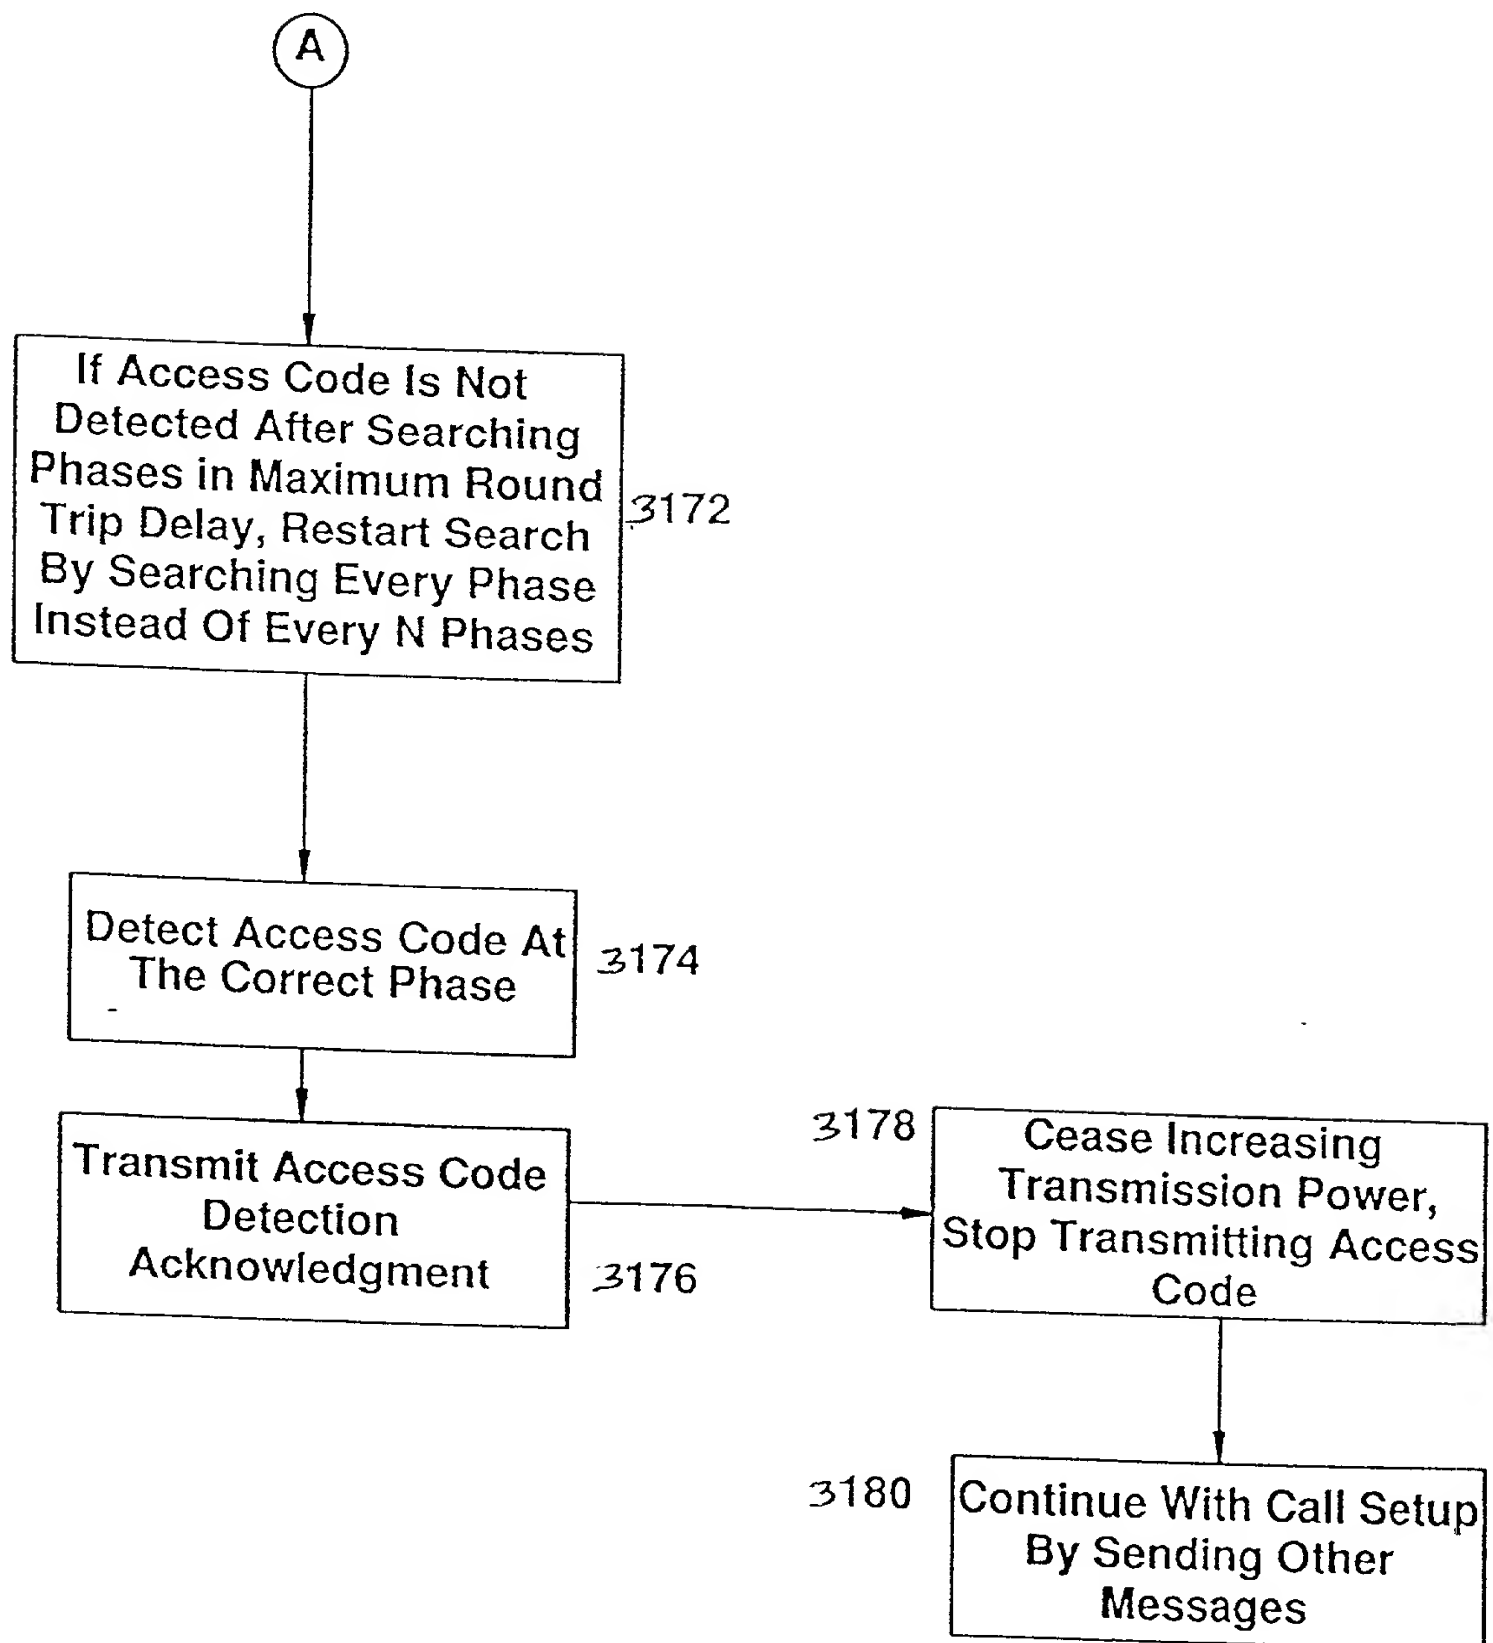 A
If Access Code Is Not
Detected After Searching
Phases in Maximum Round
Trip Delay, Restart Search
By Searching Every Phase
Instead Of Every N Phases
3172
Detect Access Code At
The Correct Phase
3174
Transmit Access Code
Detection
Acknowledgment
3176
3178
Cease Increasing
Transmission Power,
Stop Transmitting Access
Code
3180
Continue With Call Setup
By Sending Other
Messages